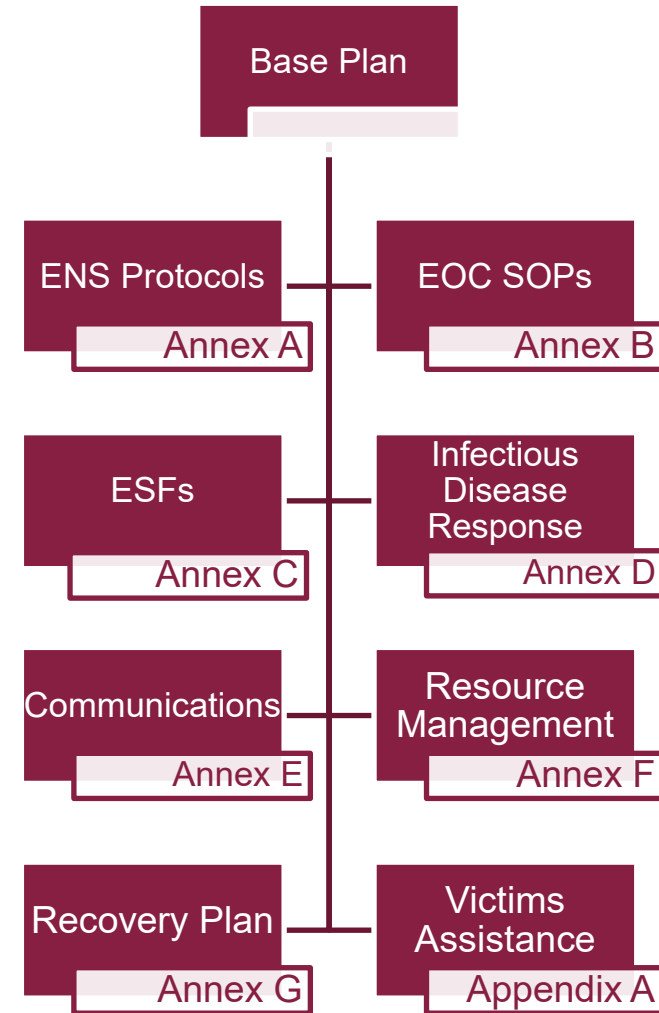 Base Plan
ENS Protocols
Annex A
EOC SOPs
Annex B
ESFs
Annex C
Infectious
Disease
Response
Annex D
Communications
Annex E
Resource
Management
Annex F
Recovery Plan
Annex G
Victims
Assistance
Appendix A